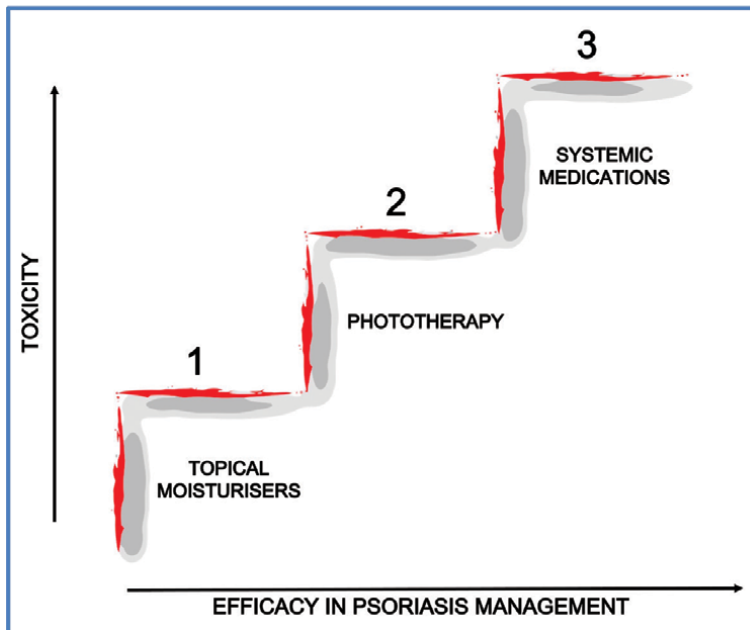 3
SYSTEMIC
MEDICATIONS
2
PHOTOTHERAPY
1
TOPICAL
MOISTURISERS
TOXICITY
EFFICACY IN PSORIASIS MANAGEMENT